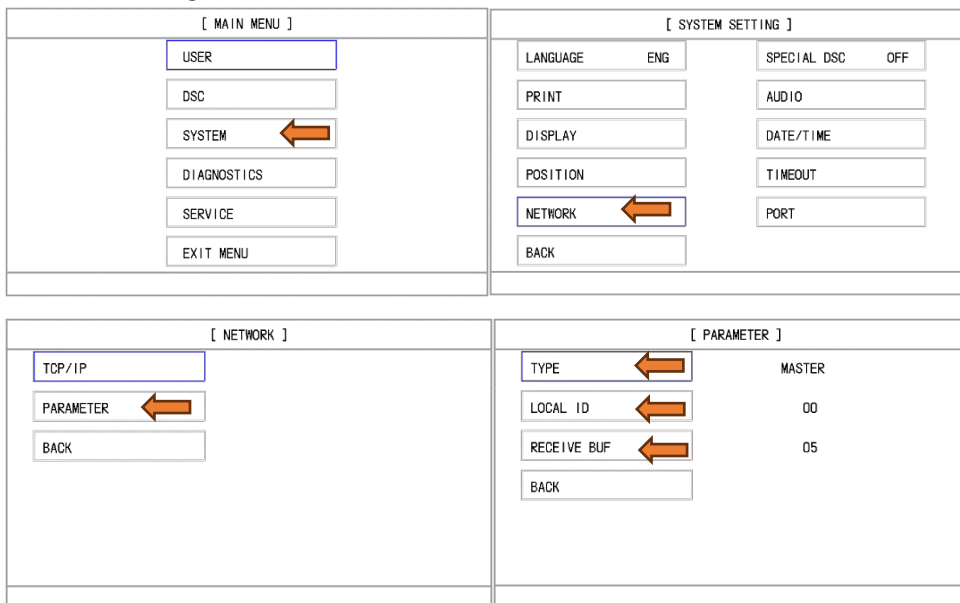 [ MAIN MENU ]
USER
DSC
SYSTEM
DIAGNOSTICS
SERVICE
EXIT MENU
[ SYSTEM SETTING ]
LANGUAGE ENG
SPECIAL DSC OFF
PRINT
AUDIO
DISPLAY
DATE/TIME
POSITION
TIMEOUT
NETWORK
PORT
BACK
[ NETWORK ]
TCP/IP
PARAMETER
BACK
[ PARAMETER ]
TYPE MASTER
LOCAL ID 00
RECEIVE BUF 05
BACK